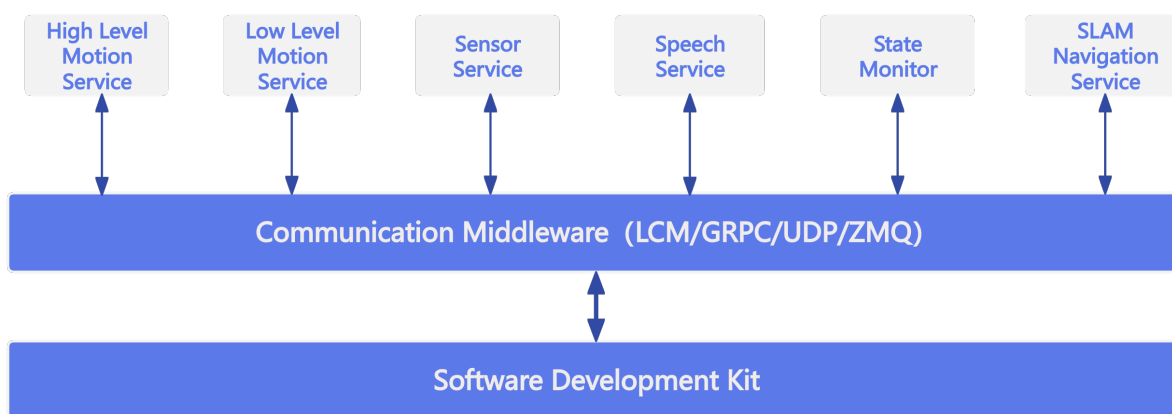 High Level
Motion
Service
Low Level
Motion
Service
Sensor
Service
Speech
Service
State
Monitor
SLAM
Navigation
Service
Communication Middleware（LCM/GRPC/UDP/ZMQ）
Software Development Kit